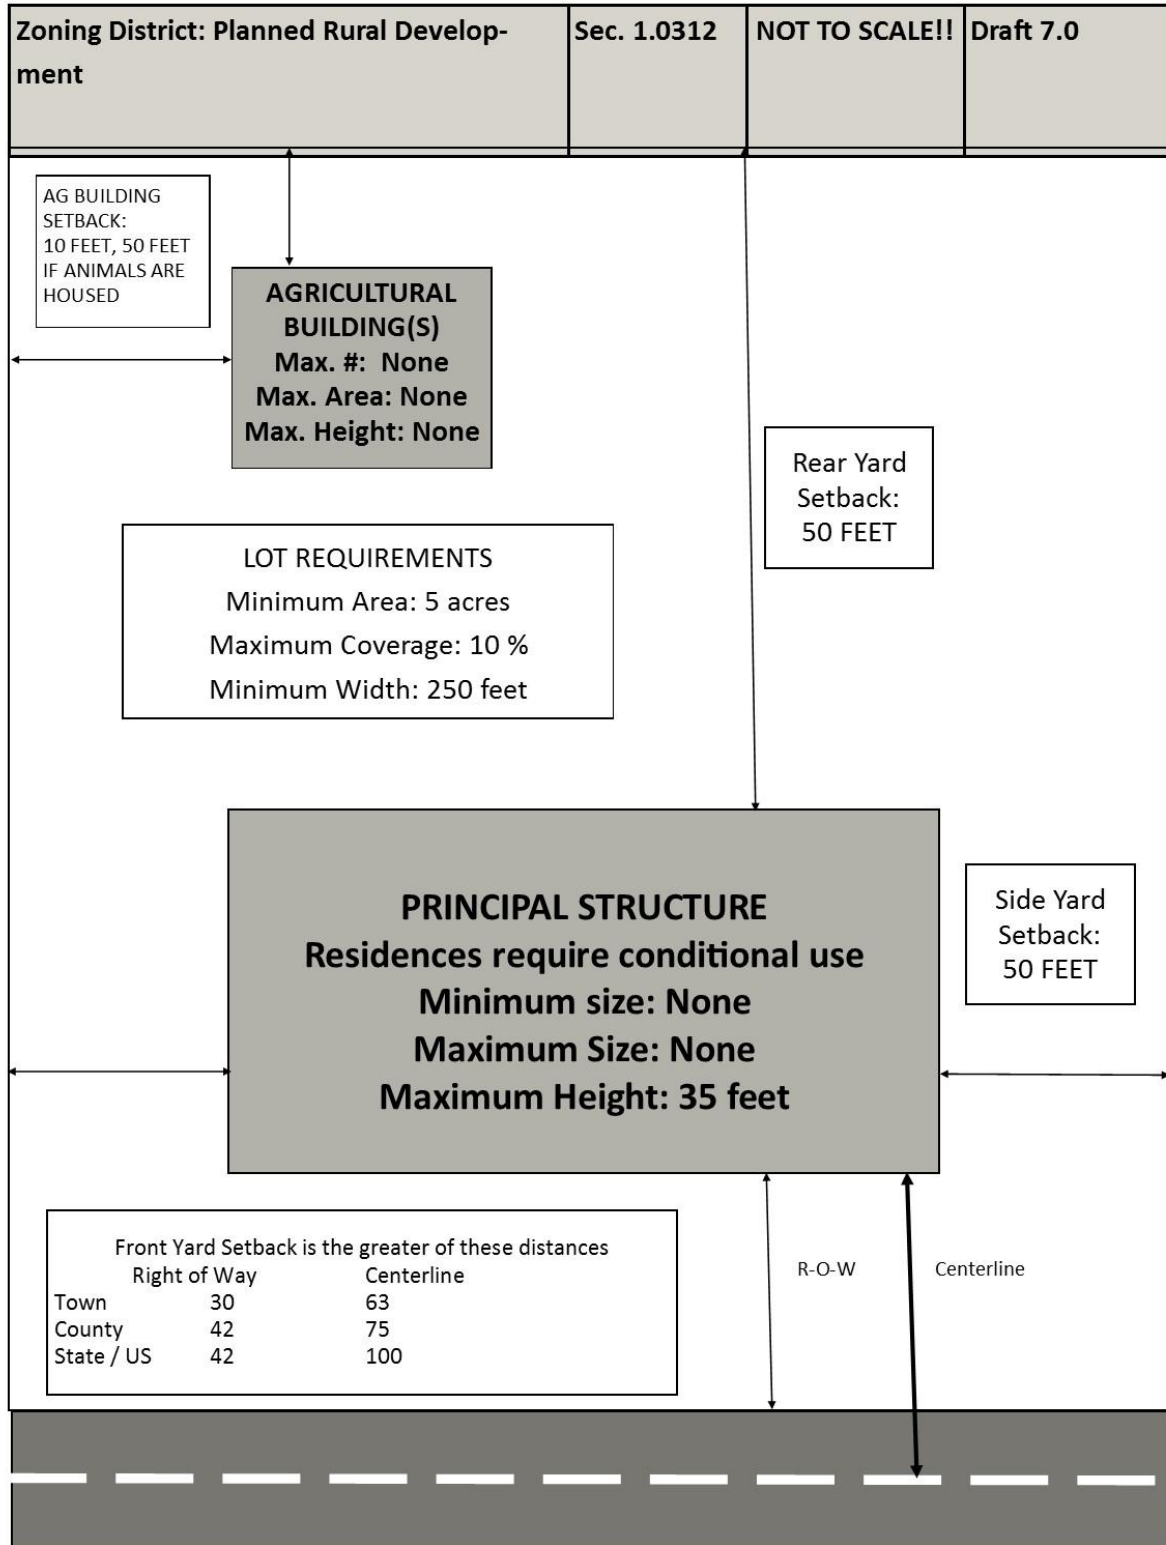 Zoning District: Planned Rural Develop-
ment
Sec. 1.0312
NOT TO SCALE!!
Draft 7.0
AG BUILDING
SETBACK:
10 FEET, 50 FEET
IF ANIMALS ARE
HOUSED
AGRICULTURAL
BUILDING(S)
Max. #: None
Max. Area: None
Max. Height: None
Rear Yard
Setback:
50 FEET
LOT REQUIREMENTS
Minimum Area: 5 acres
Maximum Coverage: 10 %
Minimum Width: 250 feet
PRINCIPAL STRUCTURE
Residences require conditional use
Minimum size: None
Maximum Size: None
Maximum Height: 35 feet
Side Yard
Setback:
50 FEET
Front Yard Setback is the greater of these distances
Right of Way Centerline
Town 30 63
County 42 75
State / US 42 100
R-O-W
Centerline